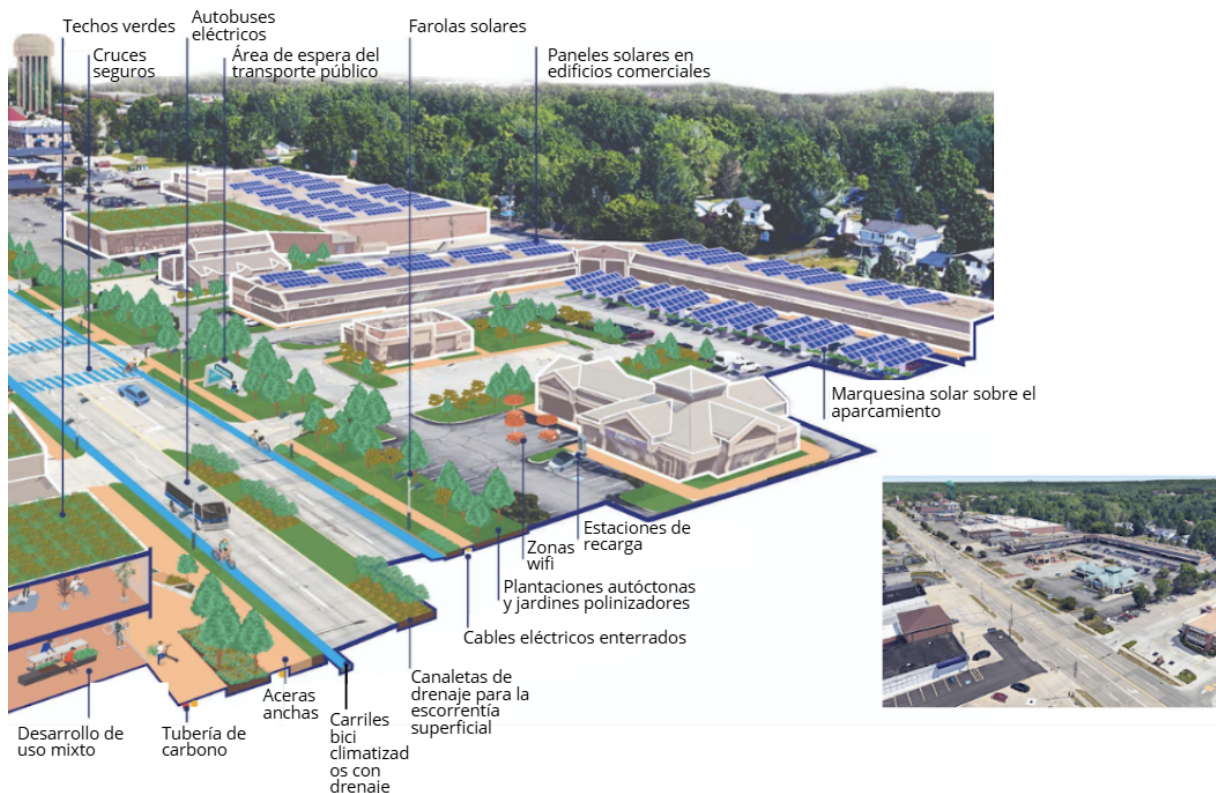 Techos verdes
Cruces
seguros
Autobuses
eléctricos
Área de espera del
transporte público
Farolas solares
Paneles solares en
edificios comerciales
Marquesina solar sobre el
aparcamiento
Estaciones de
recarga
Zonas
wifi
Plantaciones autóctonas
y jardines polinizadores
Cables eléctricos enterrados
Canaletas de
drenaje para la
escorrentía
superficial
Carriles
bici
climatizad
os con
drenaje
Aceras
anchas
Tubería de
carbono
Desarrollo de
uso mixto